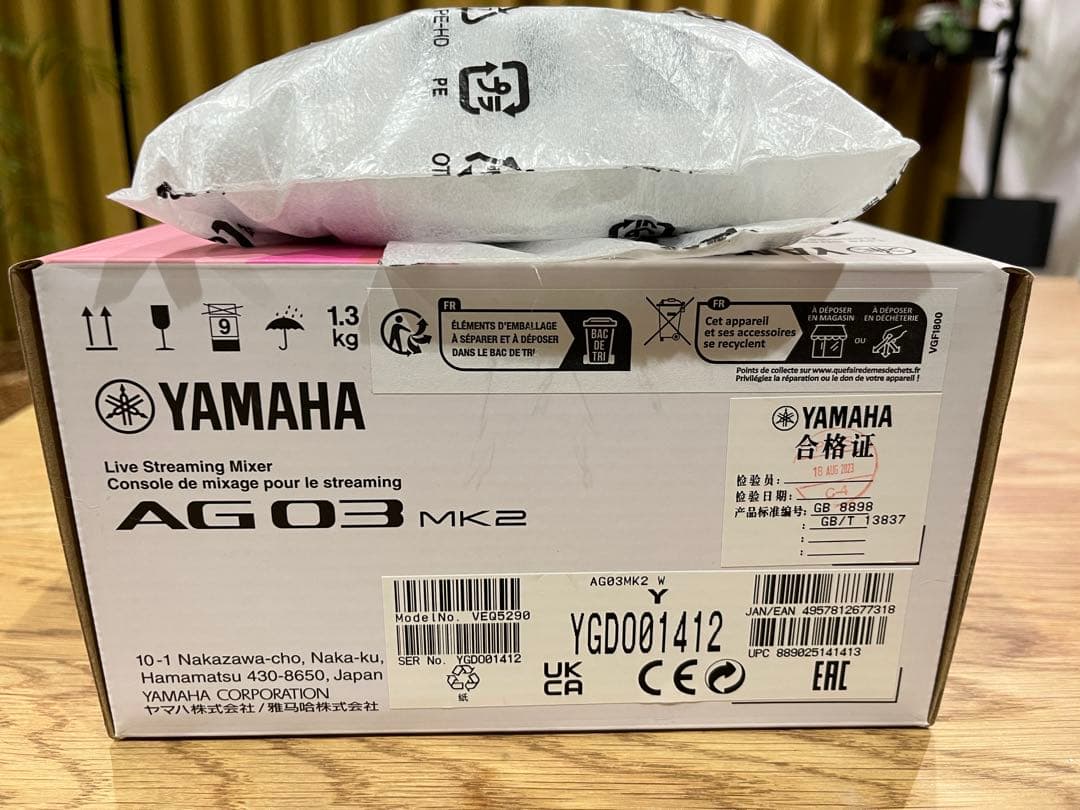 PE-HD
PE
プラ
9
1.3
kg
FR
ÉLÉMENTS D'EMBALLAGE
À SÉPARER ET À DÉPOSER
DANS LE BAC DE TRI
BAC
DE
TRI
FR
Cet appareil
et ses accessoires
se recyclent
À DÉPOSER
EN MAGASIN
OU
À DÉPOSER
EN DÉCHÈTERIE
Points de collecte sur www.quefairedemesdechets.fr
Privilégiez la réparation ou le don de votre appareil !
VGF1800
YAMAHA
Live Streaming Mixer
Console de mixage pour le streaming
AG03 MK2
YAMAHA
合格证
18 AUG 2023
检验员:
G-4
检验日期:
产品标准编号: GB 8898
: GB/T 13837
:
:
10-1 Nakazawa-cho, Naka-ku,
Hamamatsu 430-8650, Japan
YAMAHA CORPORATION
ヤマハ株式会社/雅马哈株式会社
ModelNo. VEQ5290
SER No. YGDO01412
紙
AG03MK2 W
Y
YGDO01412
UK
CA
CE
JAN/EAN 4957812677318
UPC 889025141413
EAC